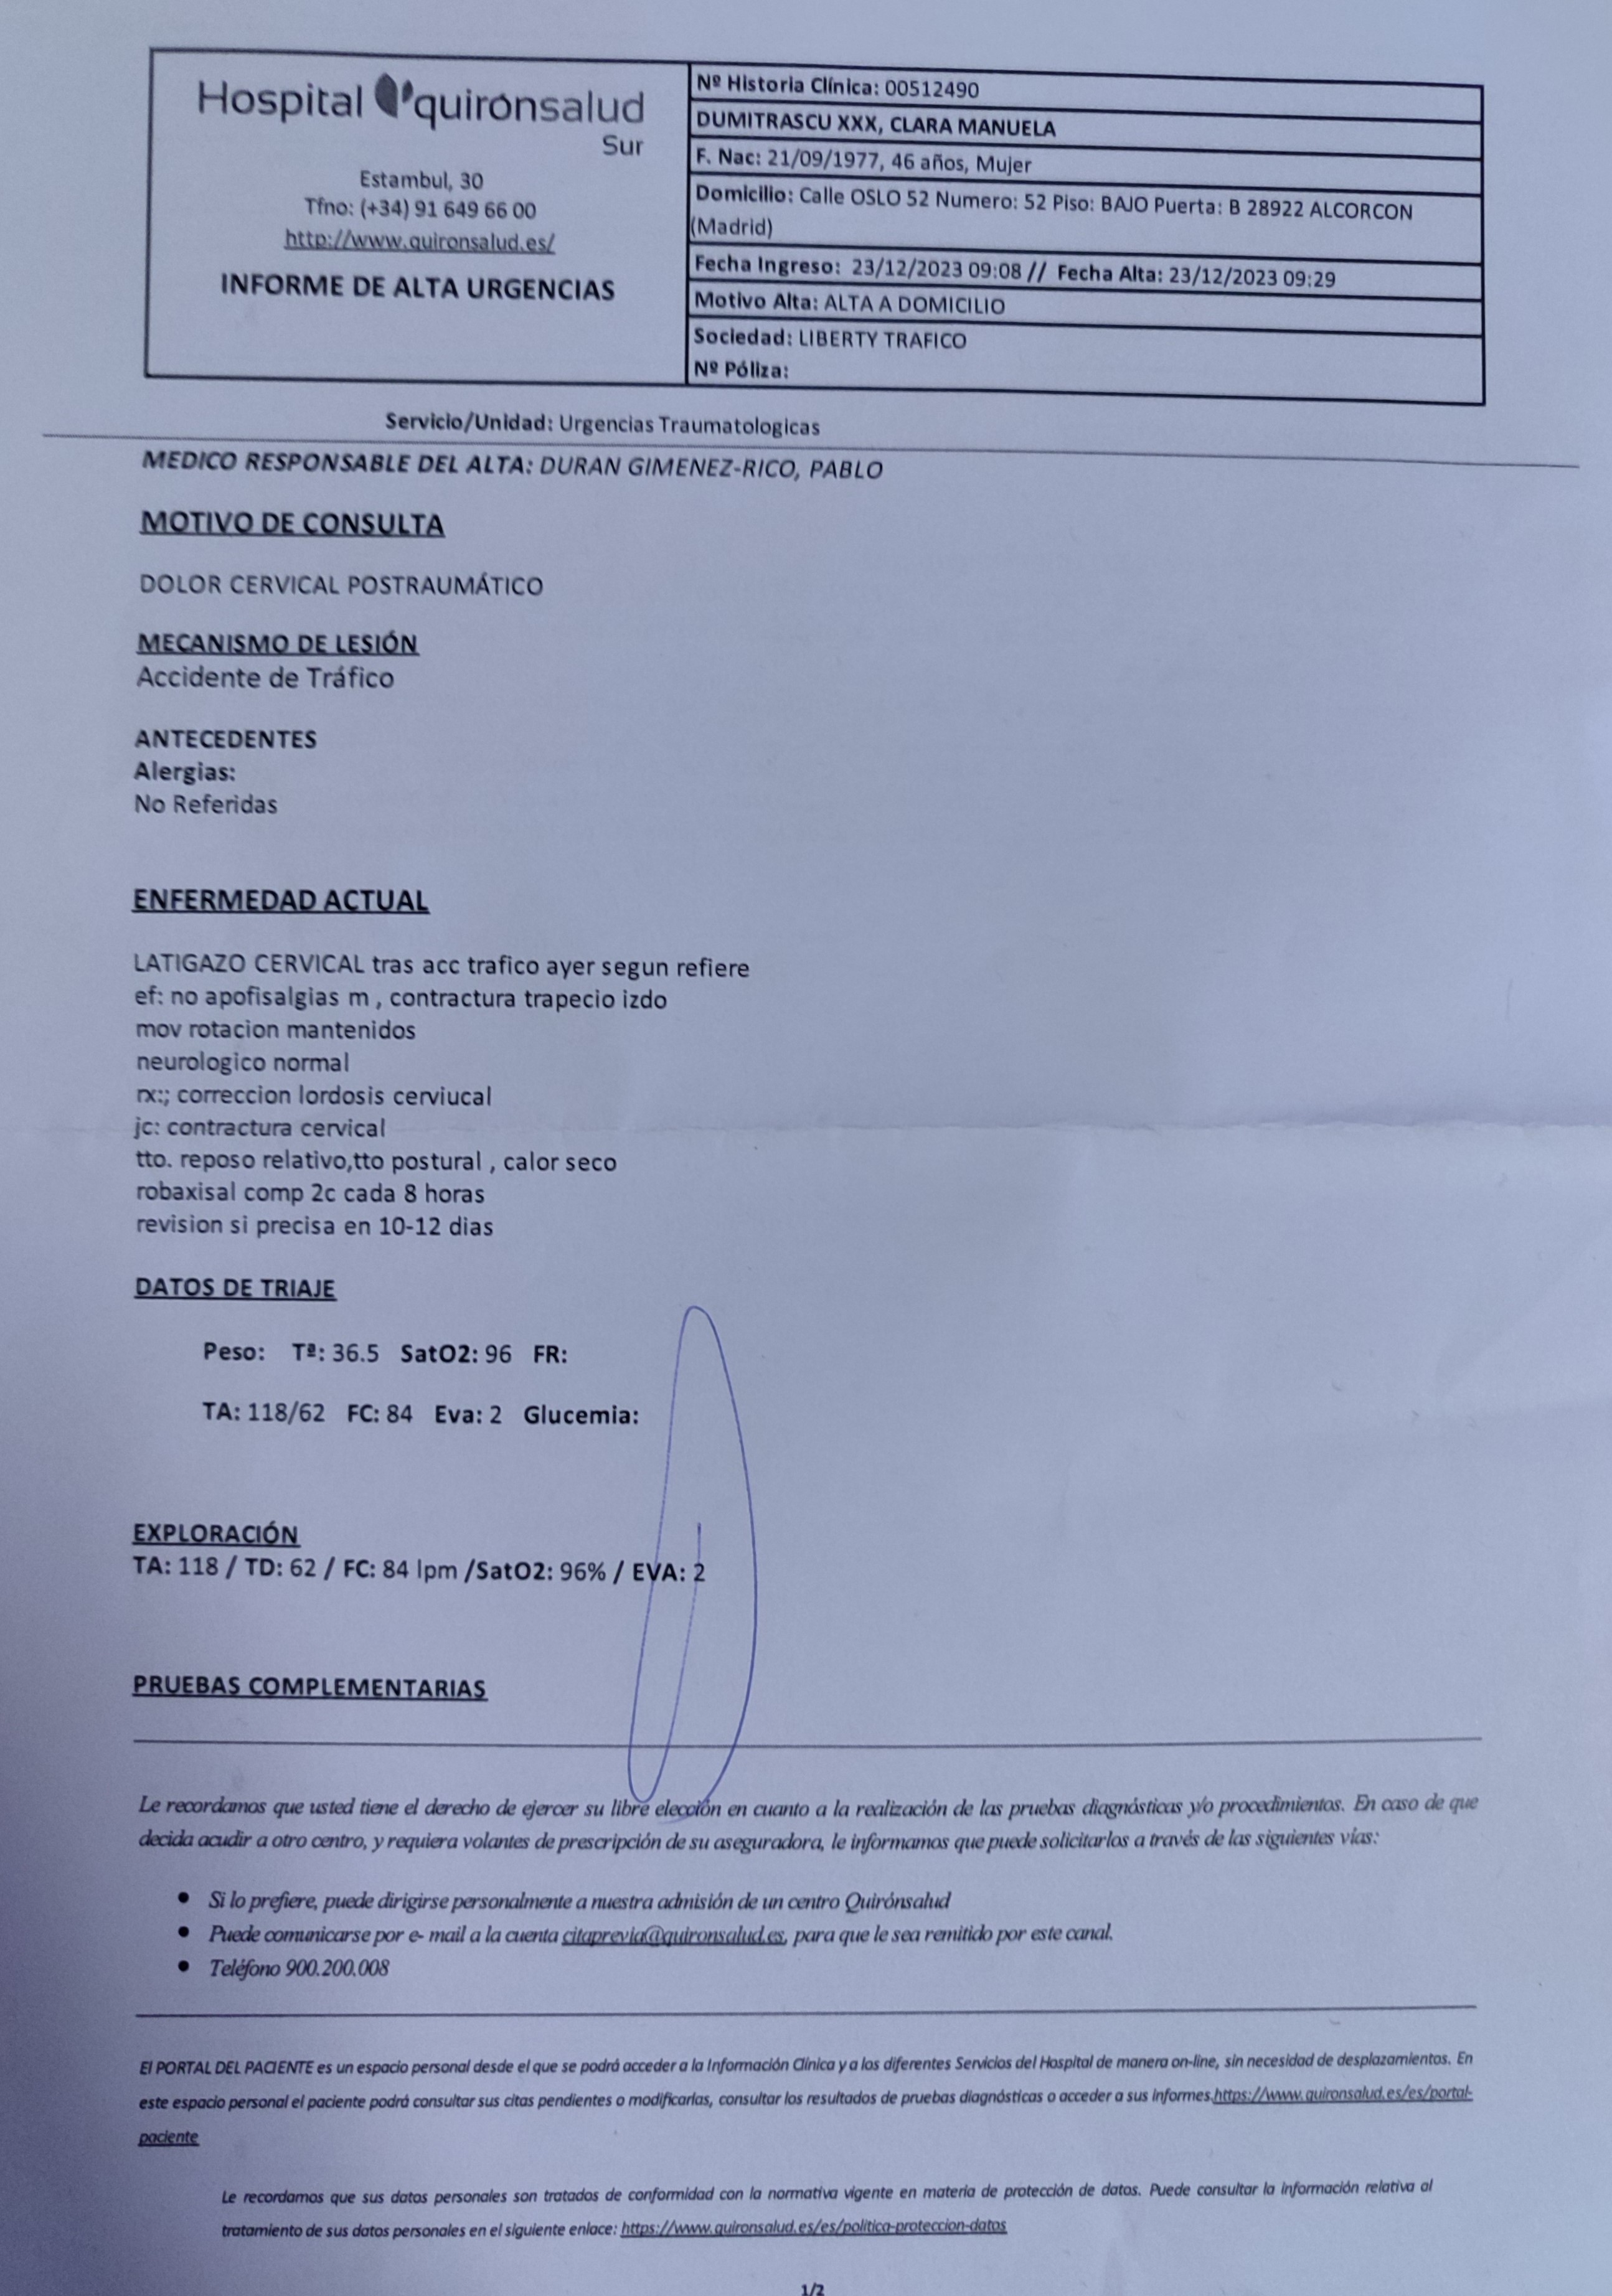 Hospital quirónsalud
Sur
Estambul, 30
Tfno: (+34) 91 649 66 00
http://www.quironsalud.es/
INFORME DE ALTA URGENCIAS
Nº Historia Clínica: 00512490
DUMITRASCU XXX, CLARA MANUELA
F. Nac: 21/09/1977, 46 años, Mujer
Domicilio: Calle OSLO 52 Numero: 52 Piso: BAJO Puerta: B 28922 ALCORCON
(Madrid)
Fecha Ingreso: 23/12/2023 09:08 // Fecha Alta: 23/12/2023 09:29
Motivo Alta: ALTA A DOMICILIO
Sociedad: LIBERTY TRAFICO
Nº Póliza:
Servicio/Unidad: Urgencias Traumatologicas
MEDICO RESPONSABLE DEL ALTA: DURAN GIMENEZ-RICO, PABLO
MOTIVO DE CONSULTA
DOLOR CERVICAL POSTRAUMÁTICO
MECANISMO DE LESIÓN
Accidente de Tráfico
ANTECEDENTES
Alergias:
No Referidas
ENFERMEDAD ACTUAL
LATIGAZO CERVICAL tras acc trafico ayer segun refiere
ef: no apofisalgias m , contractura trapecio izdo
mov rotacion mantenidos
neurologico normal
rx:; correccion lordosis cerviucal
jc: contractura cervical
tto. reposo relativo,tto postural , calor seco
robaxisal comp 2c cada 8 horas
revision si precisa en 10-12 dias
DATOS DE TRIAJE
Peso: Tª: 36.5 SatO2: 96 FR:
TA: 118/62 FC: 84 Eva: 2 Glucemia:
EXPLORACIÓN
TA: 118 / TD: 62 / FC: 84 lpm /SatO2: 96% / EVA: 2
PRUEBAS COMPLEMENTARIAS
Le recordamos que usted tiene el derecho de ejercer su libre elección en cuanto a la realización de las pruebas diagnósticas y/o procedimientos. En caso de que
decida acudir a otro centro, y requiera volantes de prescripción de su aseguradora, le informamos que puede solicitarlos a través de las siguientes vías:
• Si lo prefiere, puede dirigirse personalmente a nuestra admisión de un centro Quirónsalud
• Puede comunicarse por e- mail a la cuenta citaprevia@quironsalud.es, para que le sea remitido por este canal.
• Teléfono 900.200.008
El PORTAL DEL PACIENTE es un espacio personal desde el que se podrá acceder a la Información Clínica y a los diferentes Servicios del Hospital de manera on-line, sin necesidad de desplazamientos. En
este espacio personal el paciente podrá consultar sus citas pendientes o modificarlas, consultar los resultados de pruebas diagnósticas o acceder a sus informes.https://www.quironsalud.es/es/portal-
paciente
Le recordamos que sus datos personales son tratados de conformidad con la normativa vigente en materia de protección de datos. Puede consultar la información relativa al
tratamiento de sus datos personales en el siguiente enlace: https://www.quironsalud.es/es/politica-proteccion-datos
1/2